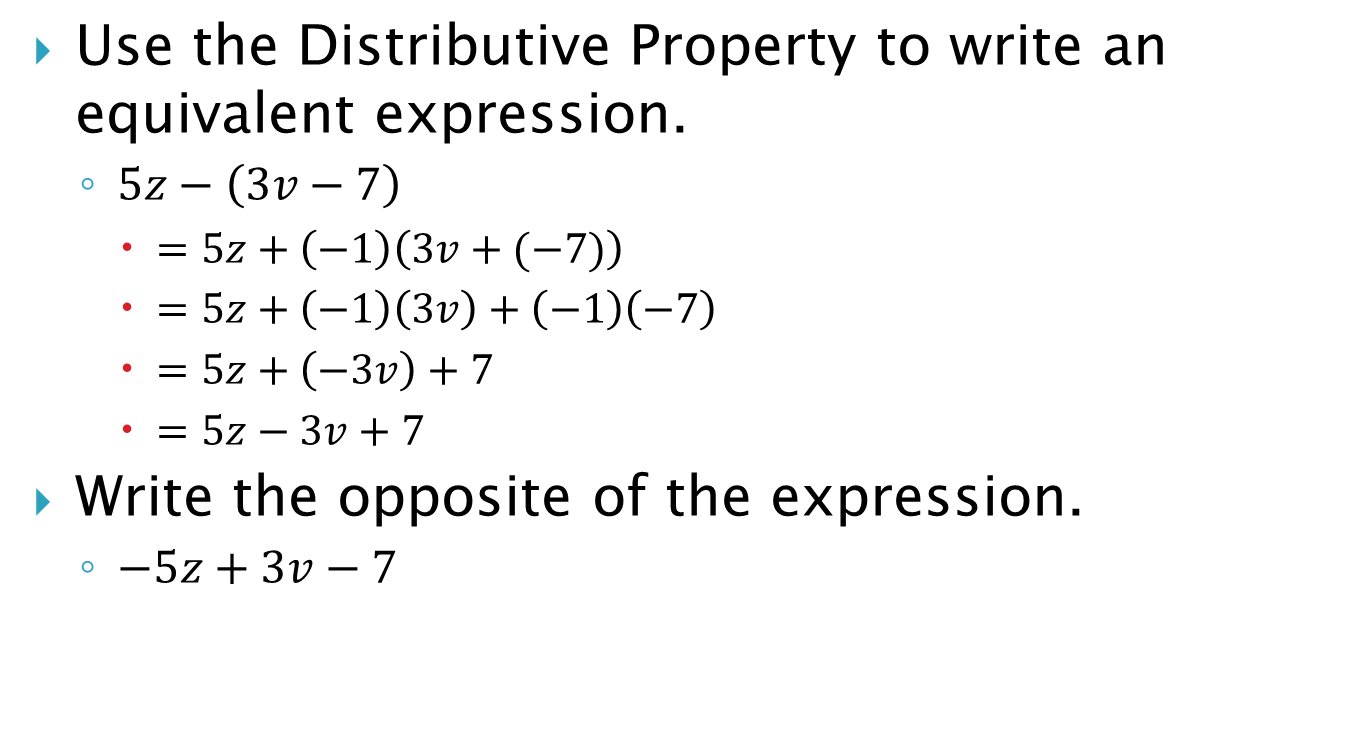 Use the Distributive Property to write an
equivalent expression.
5z − (3v − 7)
= 5z + (−1)(3v + (−7))
= 5z + (−1)(3v) + (−1)(−7)
= 5z + (−3v) + 7
= 5z − 3v + 7
Write the opposite of the expression.
−5z + 3v − 7